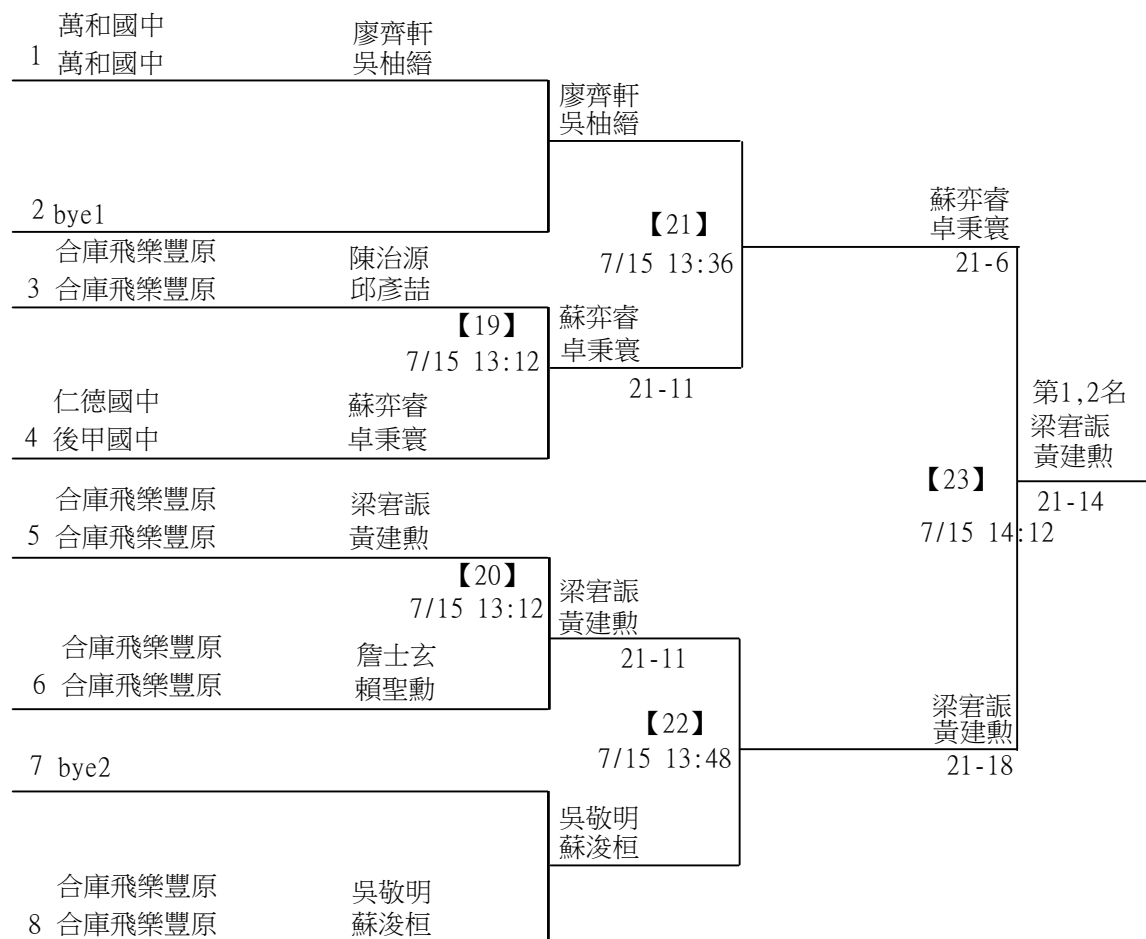 萬和國中 廖齊軒
1 萬和國中 吳柚縉
廖齊軒
吳柚縉
2 bye1
蘇弈睿
卓秉寰
21-6
【21】
7/15 13:36
合庫飛樂豐原 陳治源
3 合庫飛樂豐原 邱彥喆
【19】
7/15 13:12
蘇弈睿
卓秉寰
21-11
仁德國中 蘇弈睿
4 後甲國中 卓秉寰
第1,2名
梁宭誫
黃建勳
21-14
【23】
7/15 14:12
合庫飛樂豐原 梁宭誫
5 合庫飛樂豐原 黃建勳
【20】
7/15 13:12
梁宭誫
黃建勳
21-11
合庫飛樂豐原 詹士玄
6 合庫飛樂豐原 賴聖勳
【22】
7/15 13:48
梁宭誫
黃建勳
21-18
7 bye2
吳敬明
蘇浚桓
合庫飛樂豐原 吳敬明
8 合庫飛樂豐原 蘇浚桓